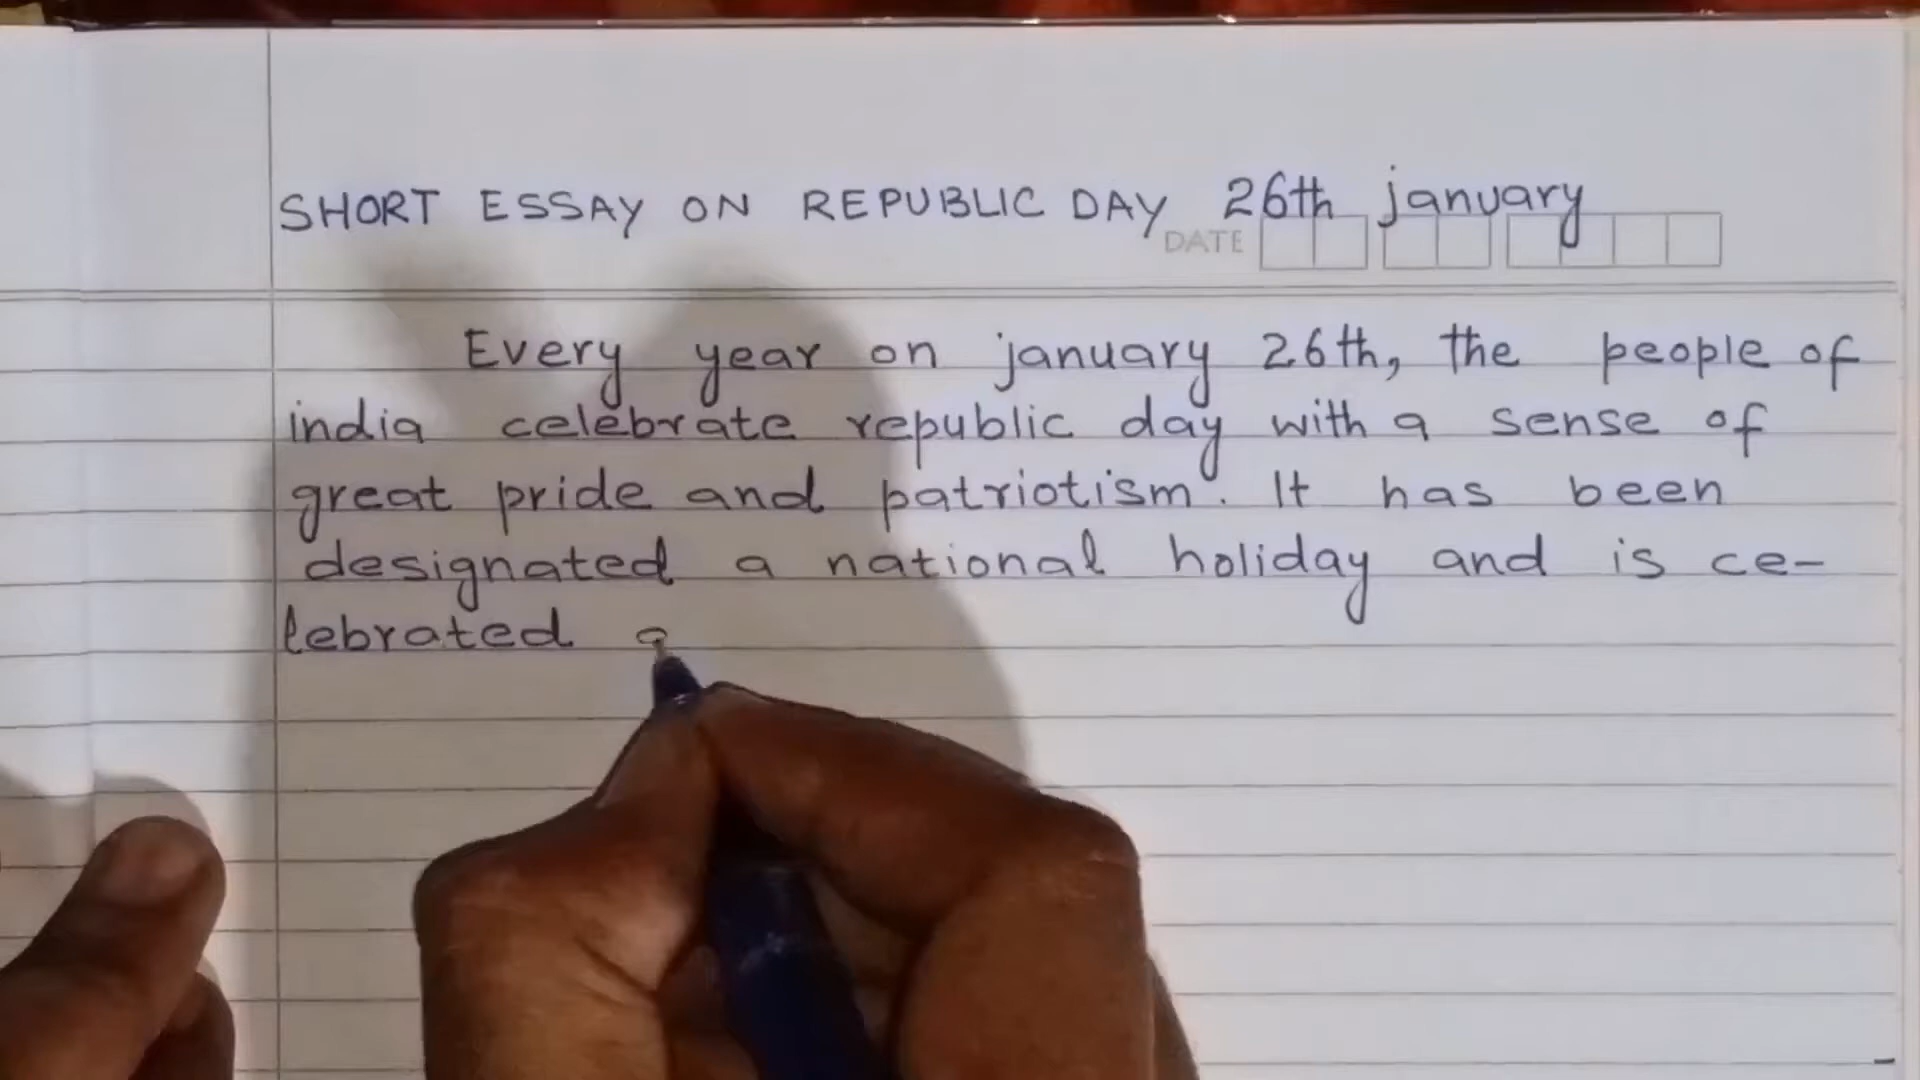 SHORT ESSAY ON REPUBLIC DAY 26th january
DATE
Every year on january 26th, the people of
india celebrate republic day with a sense of
great pride and patriotism. It has been
designated a national holiday and is ce-
lebrated a